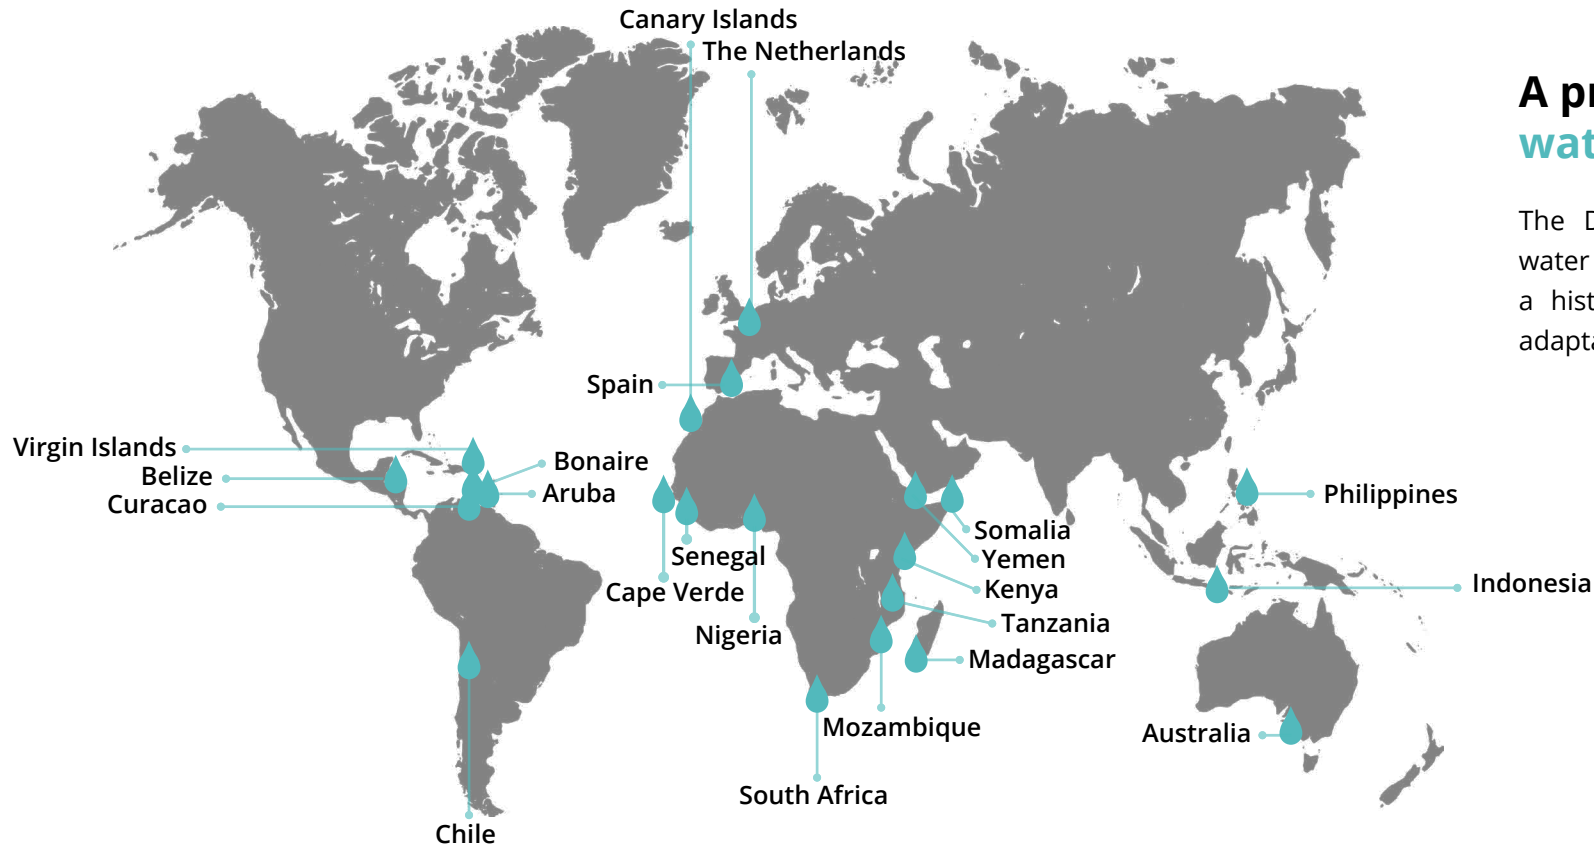 Canary Islands
The Netherlands
Spain
Virgin Islands
Belize
Curacao
Bonaire
Aruba
Senegal
Cape Verde
Nigeria
Somalia
Yemen
Kenya
Tanzania
Madagascar
Mozambique
South Africa
Chile
Philippines
Indonesia
Australia
A
The
water
a